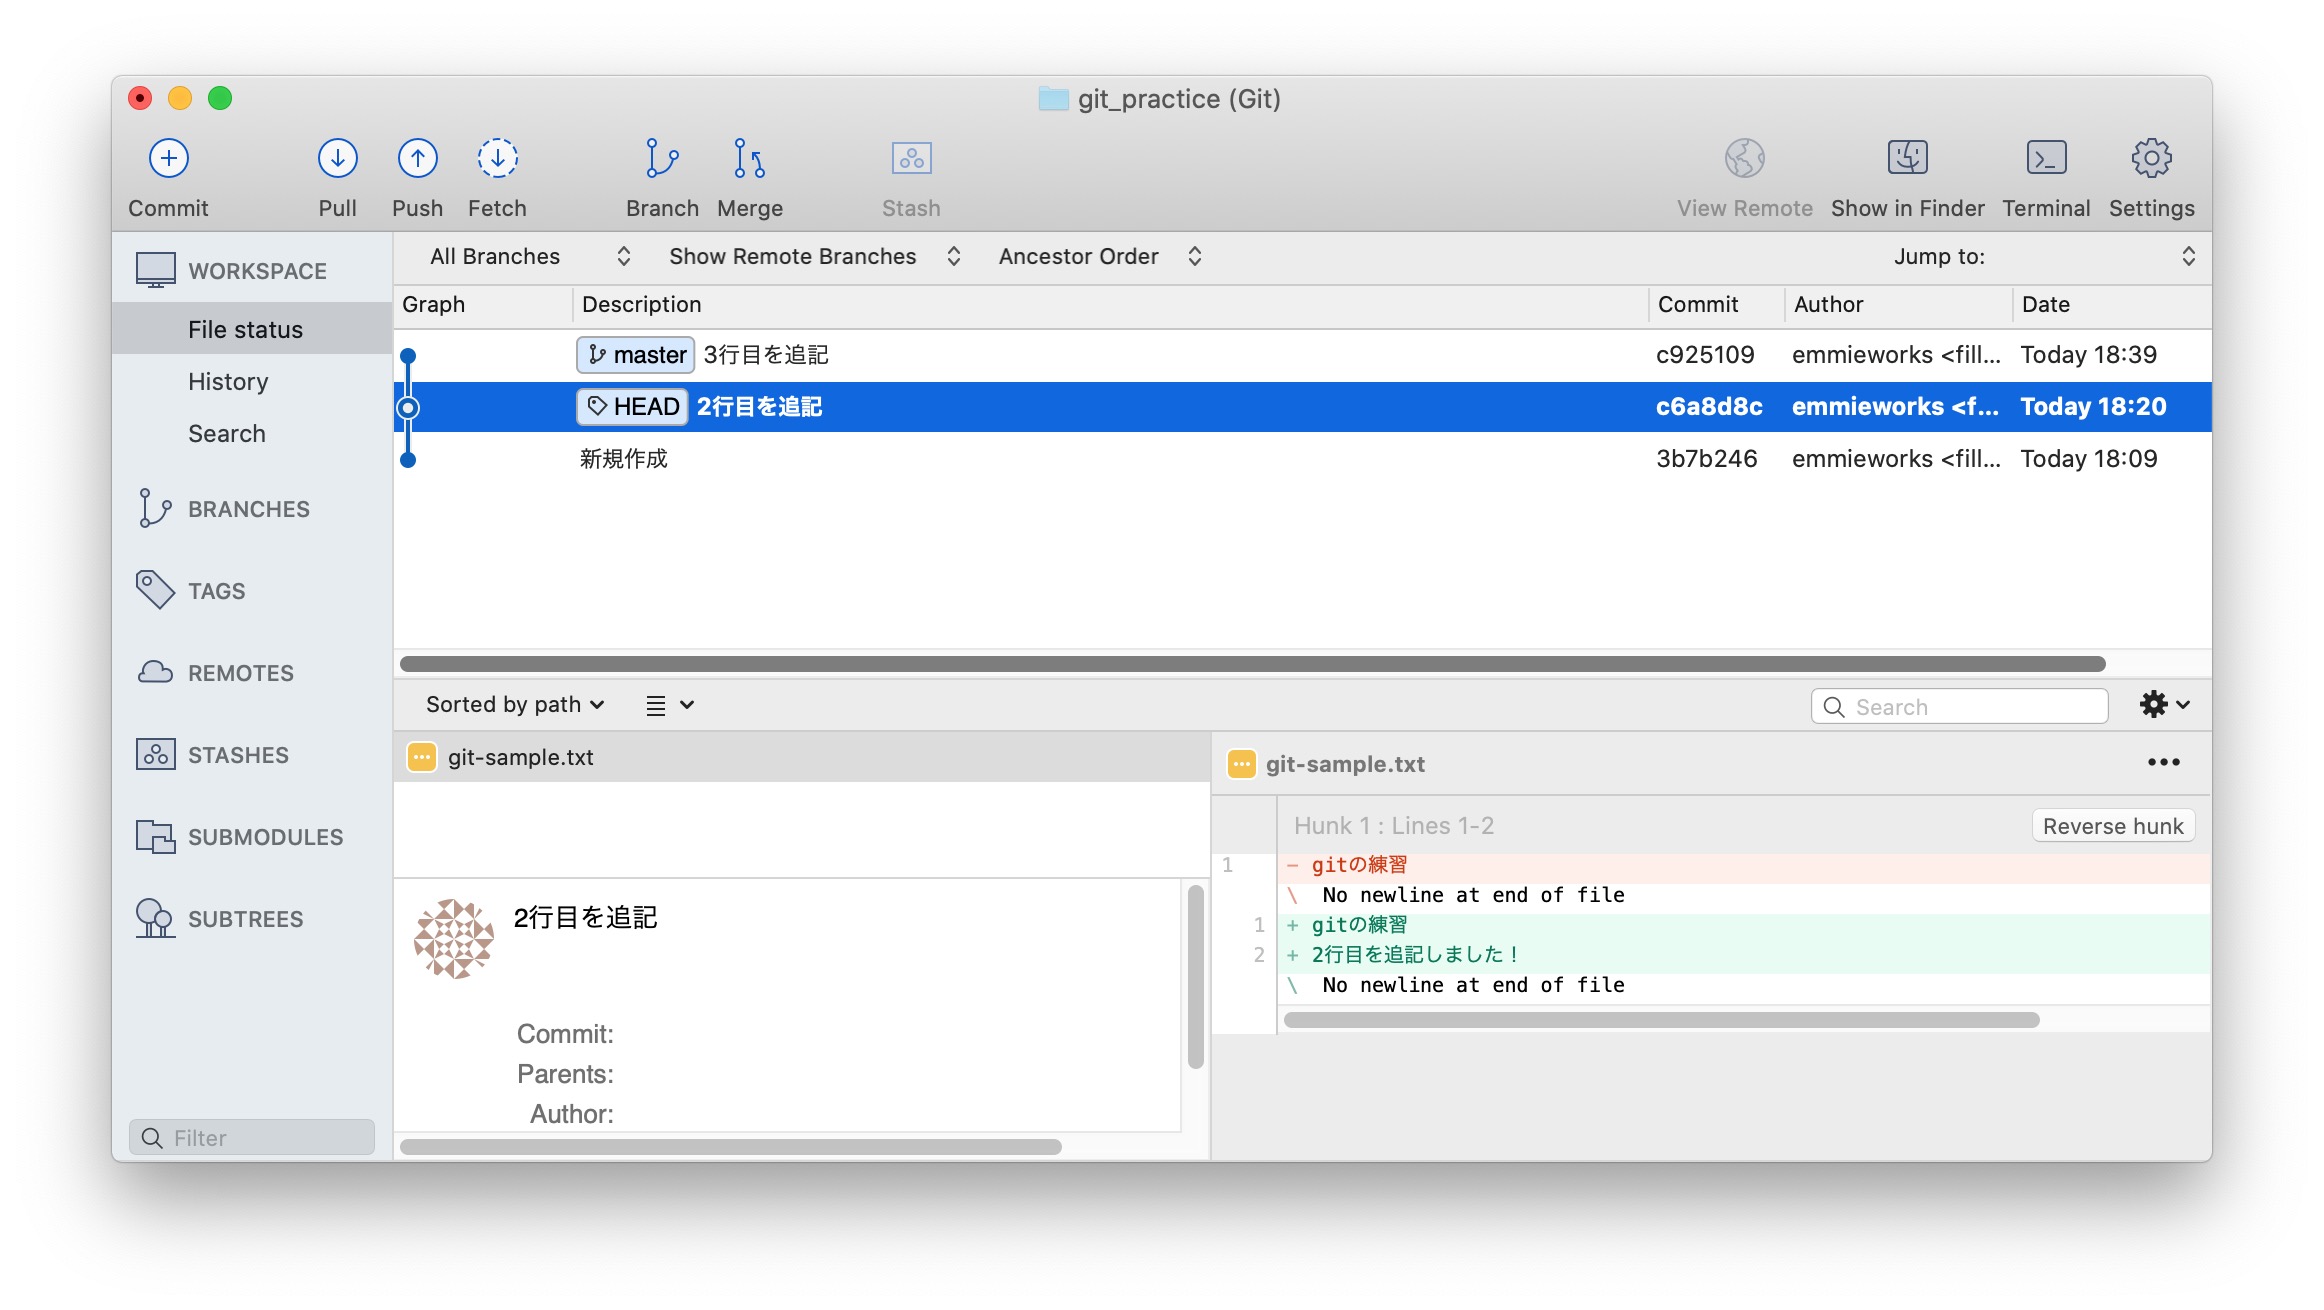 git_practice (Git)
Commit Pull Push Fetch Branch Merge Stash View Remote Show in Finder Terminal Settings
WORKSPACE
File status
History
Search
BRANCHES
TAGS
REMOTES
STASHES
SUBMODULES
SUBTREES
Filter
All Branches Show Remote Branches Ancestor Order Jump to:
Graph Description Commit Author Date
master 3行目を追記 c925109 emmieworks <fill... Today 18:39
HEAD 2行目を追記 c6a8d8c emmieworks <f... Today 18:20
新規作成 3b7b246 emmieworks <fill... Today 18:09
Sorted by path Search
git-sample.txt
2行目を追記
Commit:
Parents:
Author:
git-sample.txt
Hunk 1 : Lines 1-2 Reverse hunk
1 - gitの練習
\ No newline at end of file
1 + gitの練習
2 + 2行目を追記しました！
\ No newline at end of file